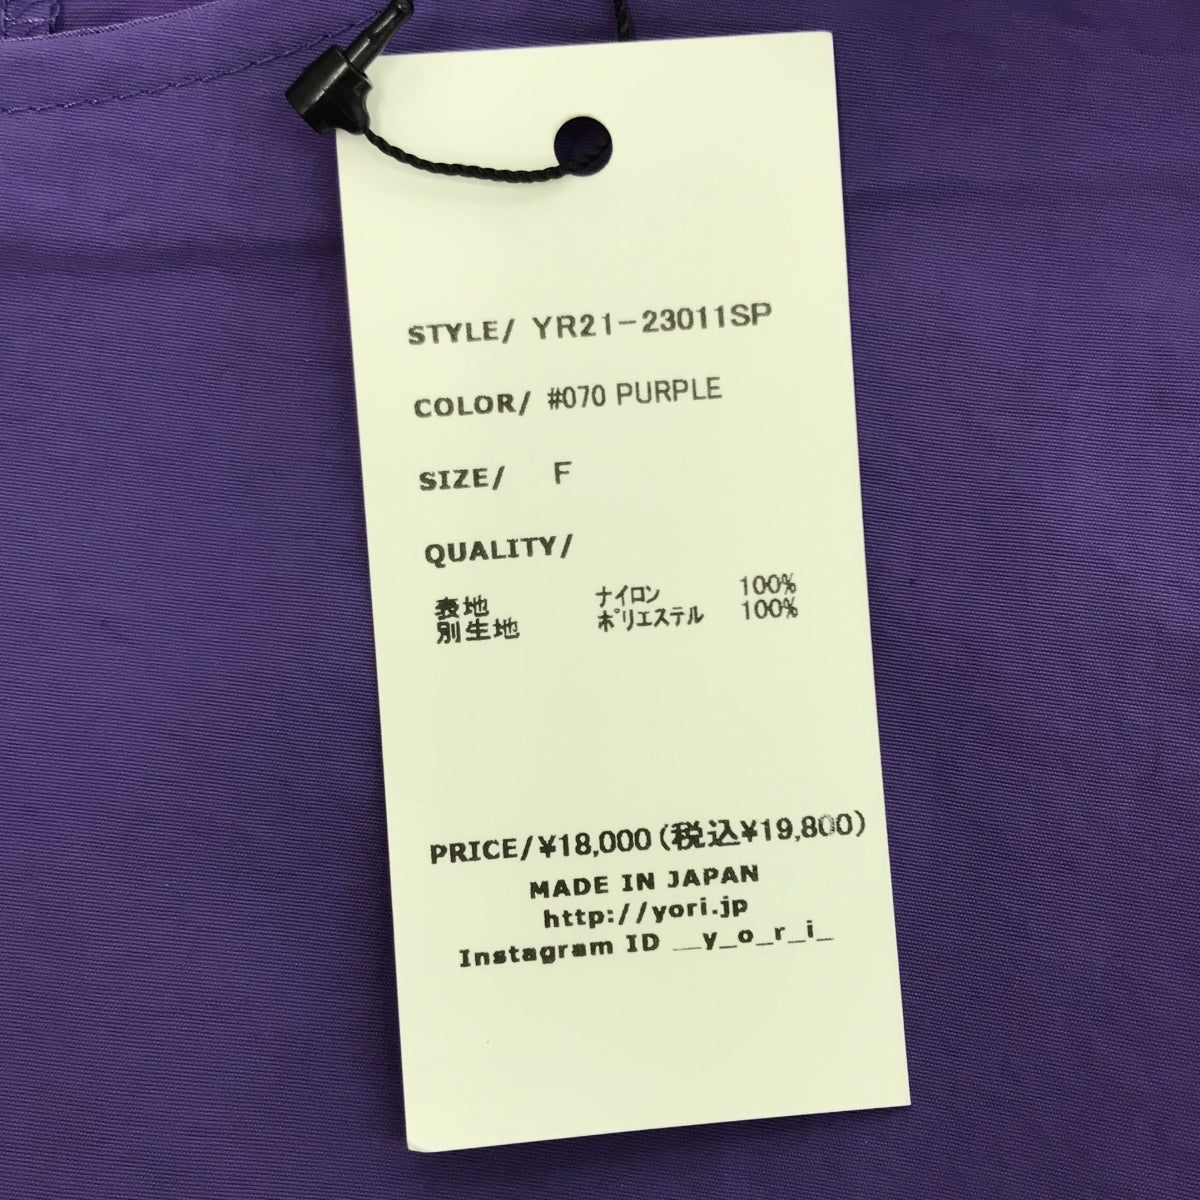 STYLE/ YR21-23011SP
COLOR/ #070 PURPLE
SIZE/ F
QUALITY/
表地 ナイロン 100%
別生地 ポリエステル 100%
PRICE/¥18,000(税込¥19,800)
MADE IN JAPAN
http://yori.jp
Instagram ID __y_o_r_i_